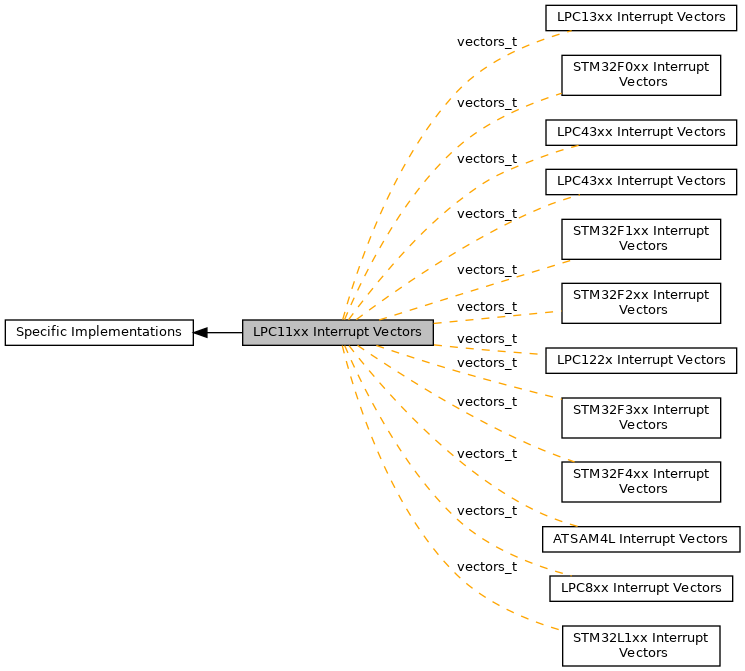 LPC13xx Interrupt Vectors
vectors_t
STM32F0xx Interrupt
Vectors
vectors_t
LPC43xx Interrupt Vectors
vectors_t
LPC43xx Interrupt Vectors
vectors_t
STM32F1xx Interrupt
Vectors
vectors_t
STM32F2xx Interrupt
Vectors
vectors_t
Specific Implementations
LPC11xx Interrupt Vectors
vectors_t
LPC122x Interrupt Vectors
vectors_t
STM32F3xx Interrupt
Vectors
vectors_t
STM32F4xx Interrupt
Vectors
vectors_t
ATSAM4L Interrupt Vectors
vectors_t
LPC8xx Interrupt Vectors
vectors_t
STM32L1xx Interrupt
Vectors